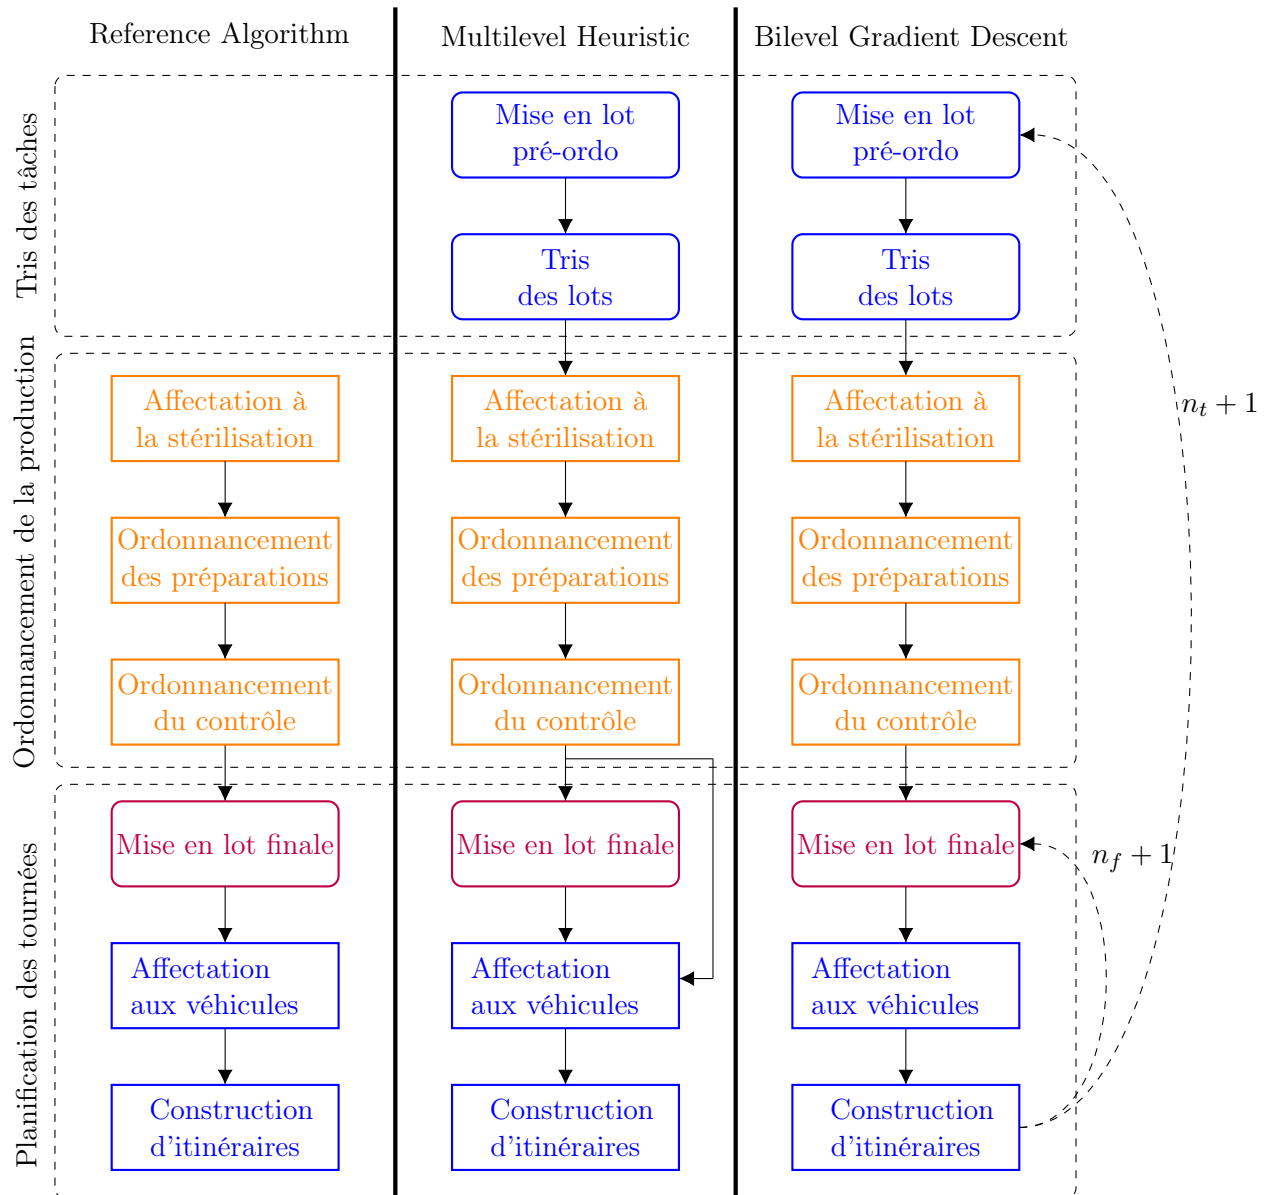 Reference Algorithm
Multilevel Heuristic
Bilevel Gradient Descent
Tris des tâches
Mise en lot
pré-ordo
Mise en lot
pré-ordo
Tris
des lots
Tris
des lots
Ordonnancement de la production
Affectation à
la stérilisation
Affectation à
la stérilisation
Affectation à
la stérilisation
n_t + 1
Ordonnancement
des préparations
Ordonnancement
des préparations
Ordonnancement
des préparations
Ordonnancement
du contrôle
Ordonnancement
du contrôle
Ordonnancement
du contrôle
Planification des tournées
Mise en lot finale
Mise en lot finale
Mise en lot finale
n_f + 1
Affectation
aux véhicules
Affectation
aux véhicules
Affectation
aux véhicules
Construction
d'itinéraires
Construction
d'itinéraires
Construction
d'itinéraires